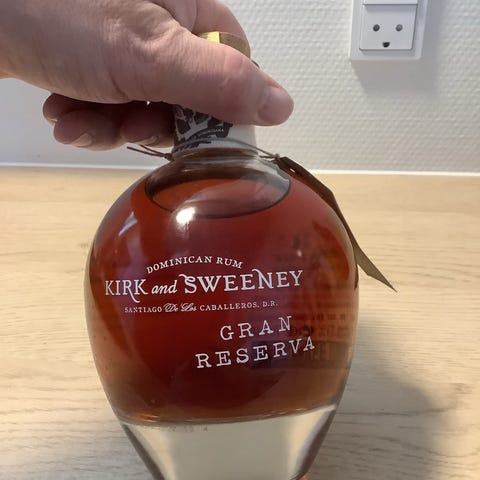 DOMINICAN RUM
KIRK and SWEENEY
SANTIAGO De Los CABALLEROS, D.R.
GRAN
RESERVA